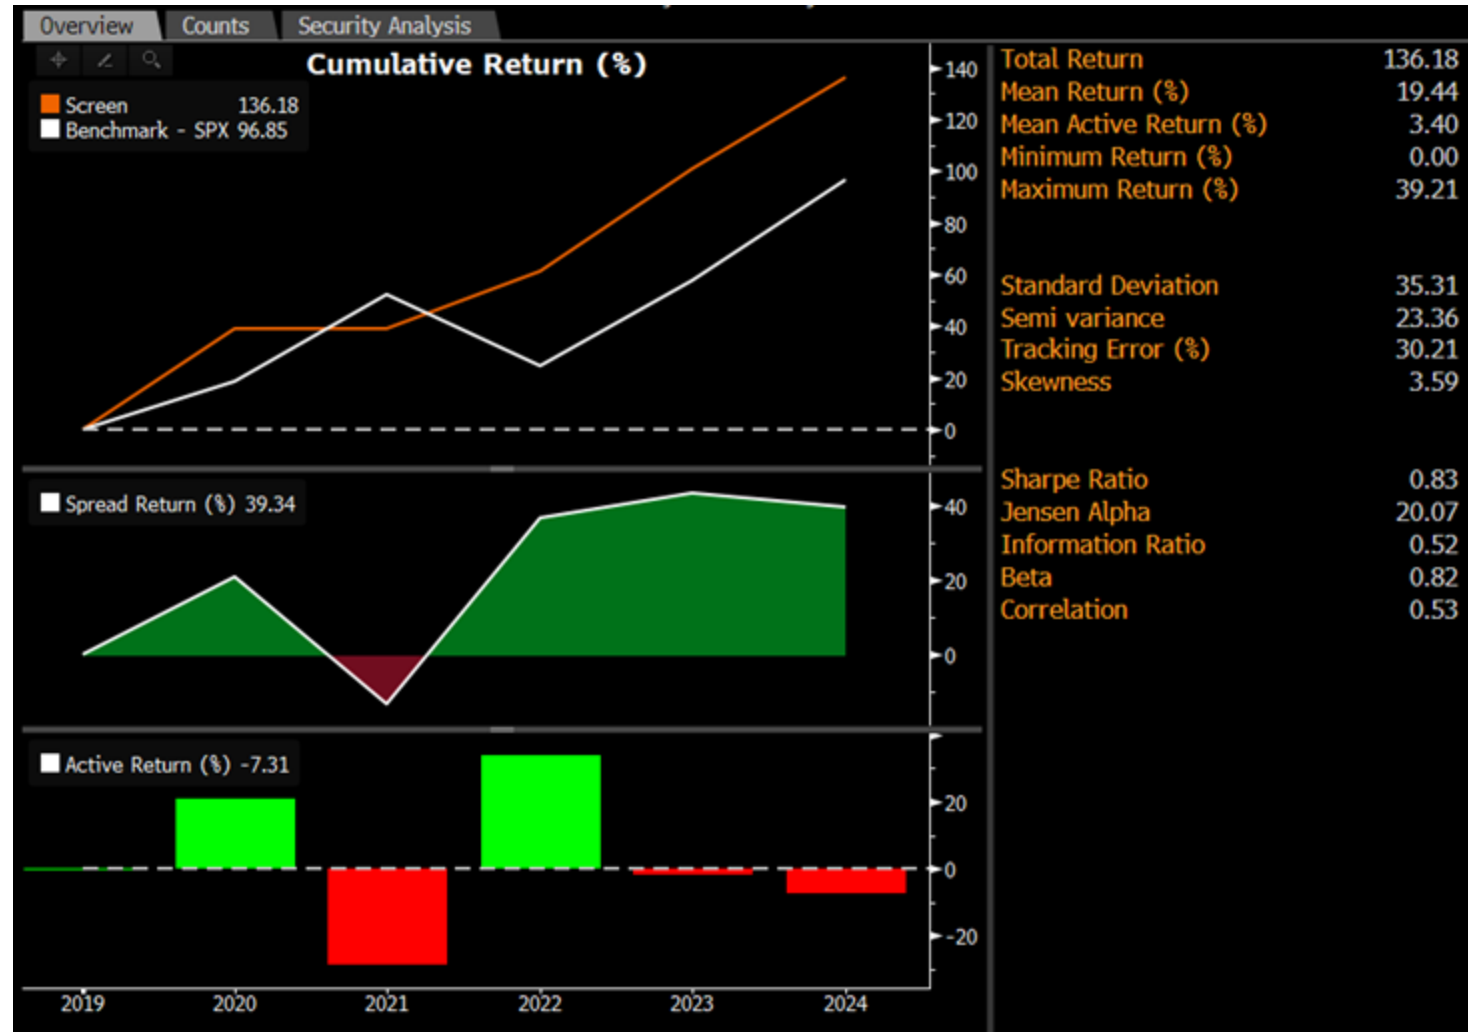 Overview Counts Security Analysis
Cumulative Return (%)
Screen 136.18
Benchmark - SPX 96.85
140
120
100
80
60
40
20
0
Spread Return (%) 39.34
40
20
0
Active Return (%) -7.31
20
0
-20
2019 2020 2021 2022 2023 2024
Total Return 136.18
Mean Return (%) 19.44
Mean Active Return (%) 3.40
Minimum Return (%) 0.00
Maximum Return (%) 39.21
Standard Deviation 35.31
Semi variance 23.36
Tracking Error (%) 30.21
Skewness 3.59
Sharpe Ratio 0.83
Jensen Alpha 20.07
Information Ratio 0.52
Beta 0.82
Correlation 0.53